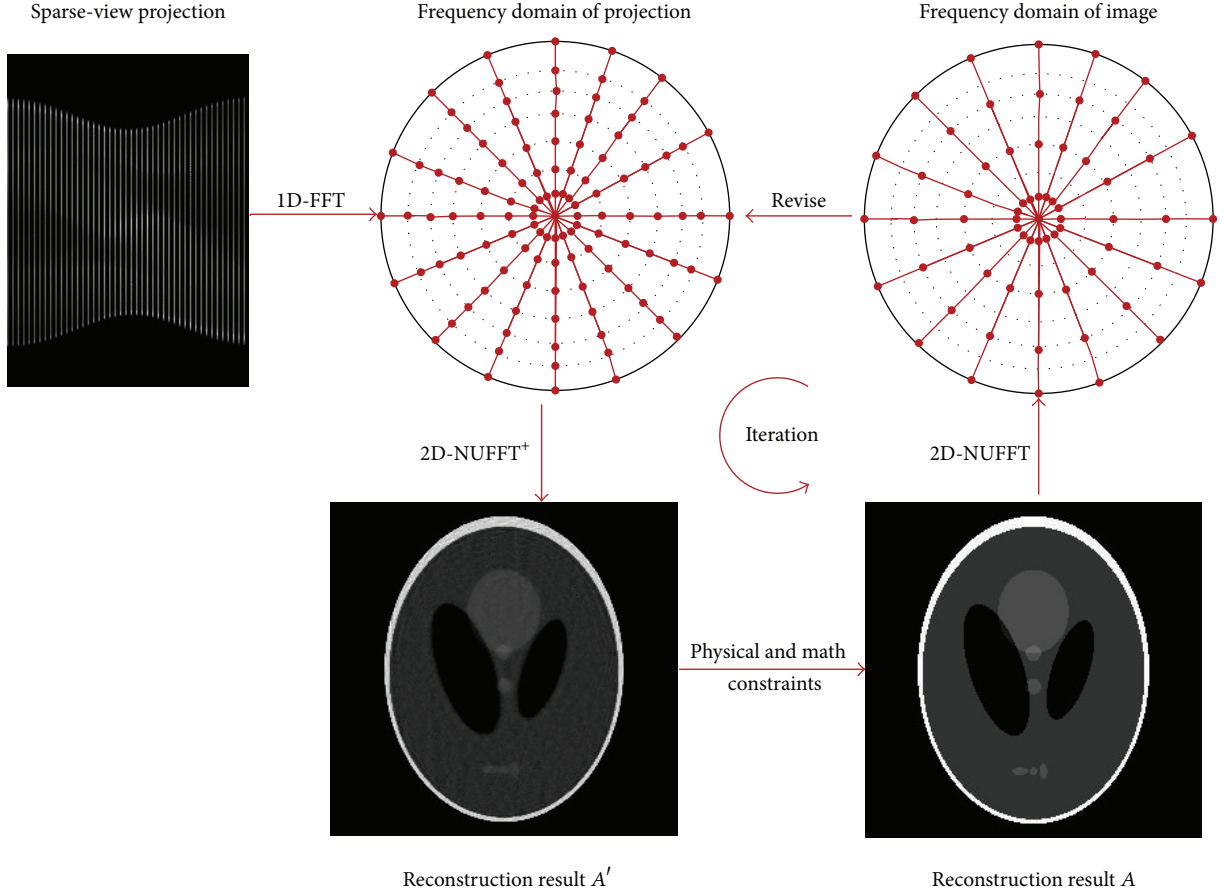 Sparse-view projection
Frequency domain of projection
Frequency domain of image
1D-FFT
Revise
2D-NUFFT⁺
Iteration
2D-NUFFT
Physical and math
constraints
Reconstruction result A′
Reconstruction result A